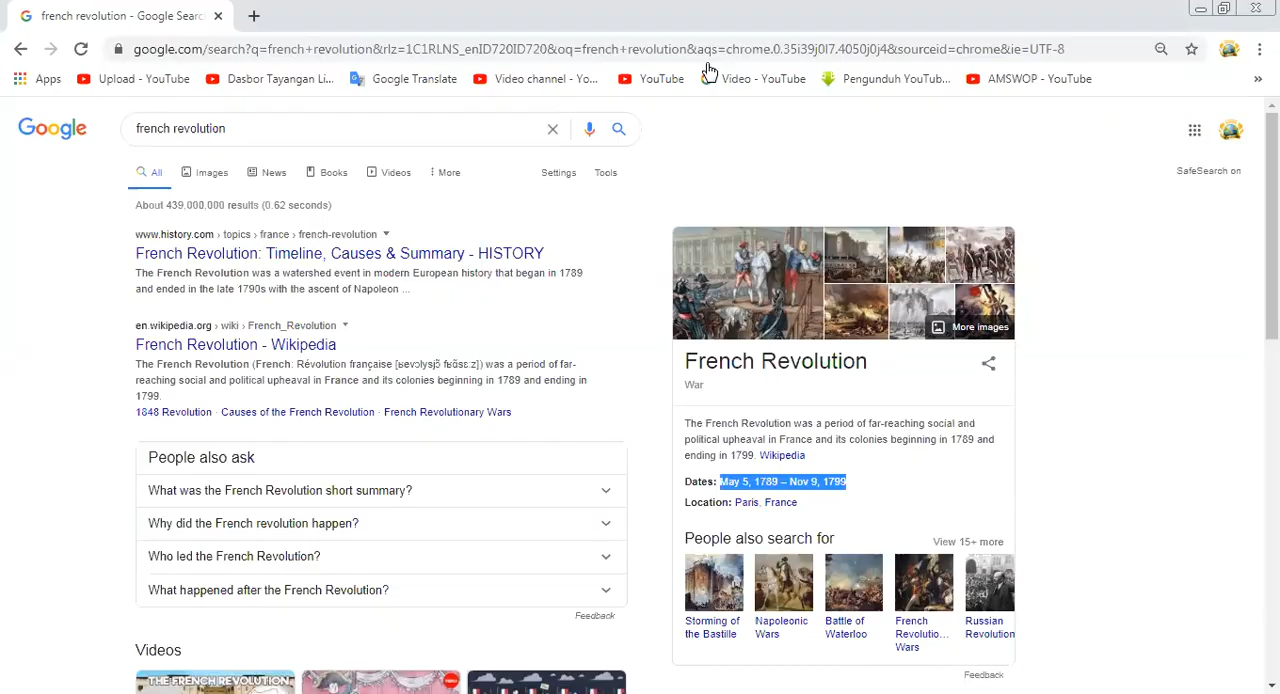 french revolution - Google Searc
google.com/search?q=french+revolution&rlz=1C1RLNS_enID720ID720&oq=french+revolution&aqs=chrome.0.35i39j0l7.4050j0j4&sourceid=chrome&ie=UTF-8
Apps Upload - YouTube Dasbor Tayangan Li... Google Translate Video channel - Yo... YouTube Video - YouTube Pengunduh YouTub... AMSWOP - YouTube »
Google french revolution
All Images News Books Videos More Settings Tools SafeSearch on
About 439,000,000 results (0.62 seconds)
www.history.com › topics › france › french-revolution
French Revolution: Timeline, Causes & Summary - HISTORY
The French Revolution was a watershed event in modern European history that began in 1789
and ended in the late 1790s with the ascent of Napoleon ...
en.wikipedia.org › wiki › French_Revolution
French Revolution - Wikipedia
The French Revolution (French: Révolution française [ʁevɔlysjɔ̃ fʁɑ̃sɛːz]) was a period of far-
reaching social and political upheaval in France and its colonies beginning in 1789 and ending in
1799.
1848 Revolution · Causes of the French Revolution · French Revolutionary Wars
People also ask
What was the French Revolution short summary?
Why did the French revolution happen?
Who led the French Revolution?
What happened after the French Revolution?
Feedback
Videos
THE FRENCH REVOLUTION
More images
French Revolution
War
The French Revolution was a period of far-reaching social and
political upheaval in France and its colonies beginning in 1789 and
ending in 1799. Wikipedia
Dates: May 5, 1789 – Nov 9, 1799
Location: Paris, France
People also search for View 15+ more
Storming of
the Bastille
Napoleonic
Wars
Battle of
Waterloo
French
Revolutio...
Wars
Russian
Revolution
Feedback